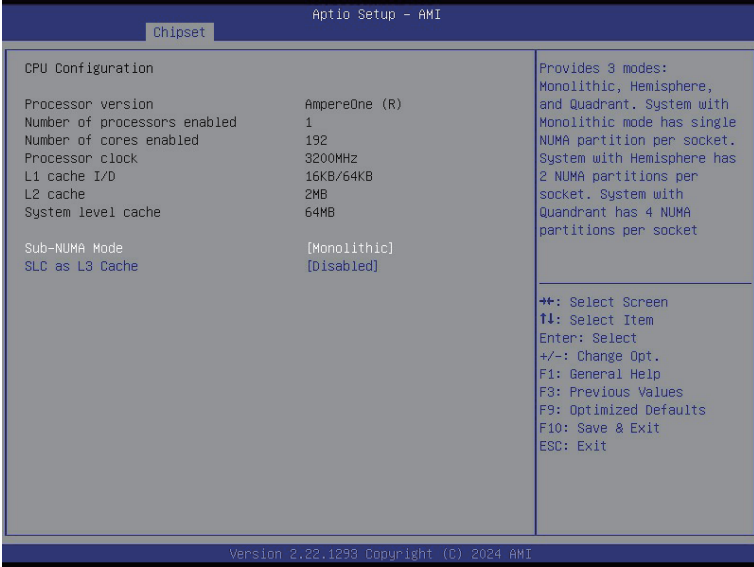 Aptio Setup – AMI
Chipset
CPU Configuration
Processor version AmpereOne (R)
Number of processors enabled 1
Number of cores enabled 192
Processor clock 3200MHz
L1 cache I/D 16KB/64KB
L2 cache 2MB
System level cache 64MB
Sub-NUMA Mode [Monolithic]
SLC as L3 Cache [Disabled]
Provides 3 modes:
Monolithic, Hemisphere,
and Quadrant. System with
Monolithic mode has single
NUMA partition per socket.
System with Hemisphere has
2 NUMA partitions per
socket. System with
Quandrant has 4 NUMA
partitions per socket
→←: Select Screen
↑↓: Select Item
Enter: Select
+/-: Change Opt.
F1: General Help
F3: Previous Values
F9: Optimized Defaults
F10: Save & Exit
ESC: Exit
Version 2.22.1293 Copyright (C) 2024 AMI